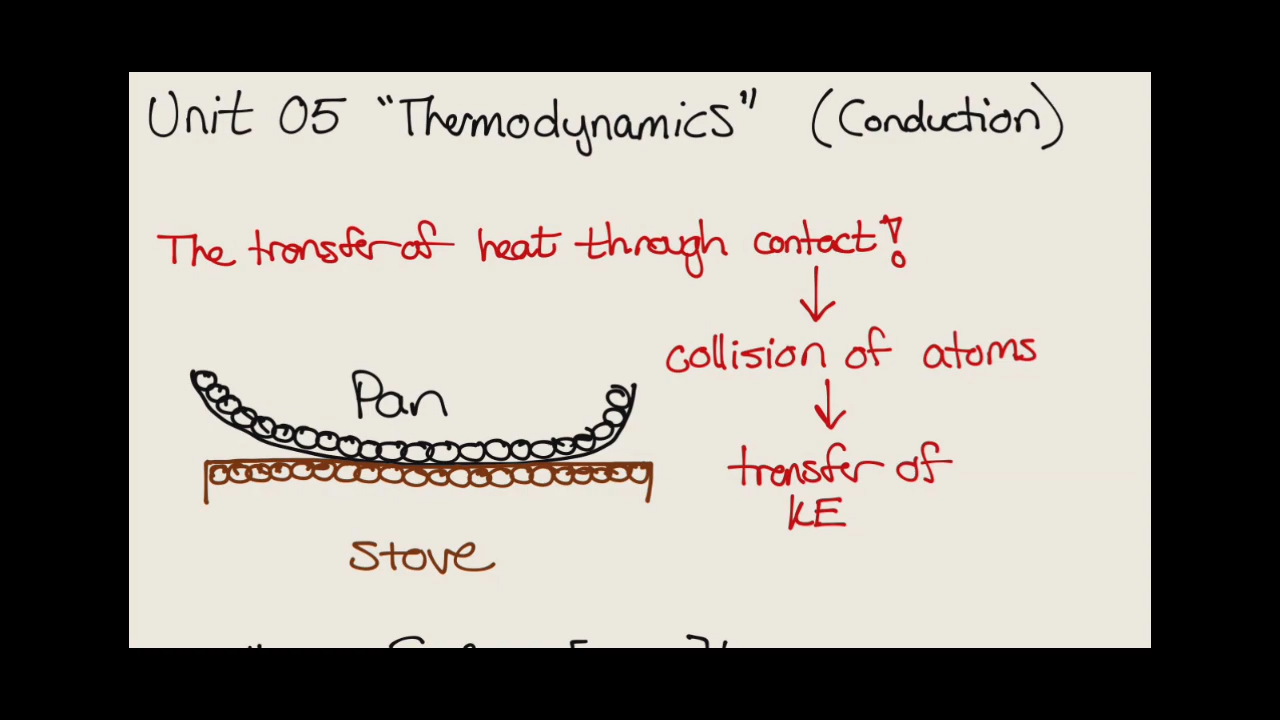 Unit 05 "Thermodynamics" (Conduction)
The transfer of heat through contact!
collision of atoms
Pan
transfer of
KE
stove